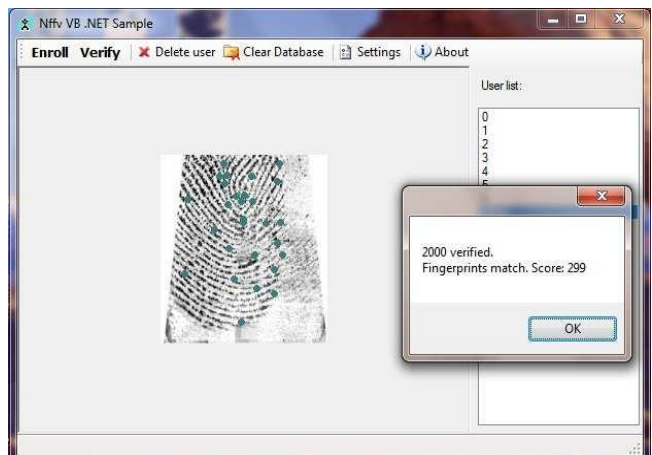 Nffv VB .NET Sample
Enroll Verify Delete user Clear Database Settings About
User list:
0
1
2
3
4
2000 verified.
Fingerprints match. Score: 299
OK